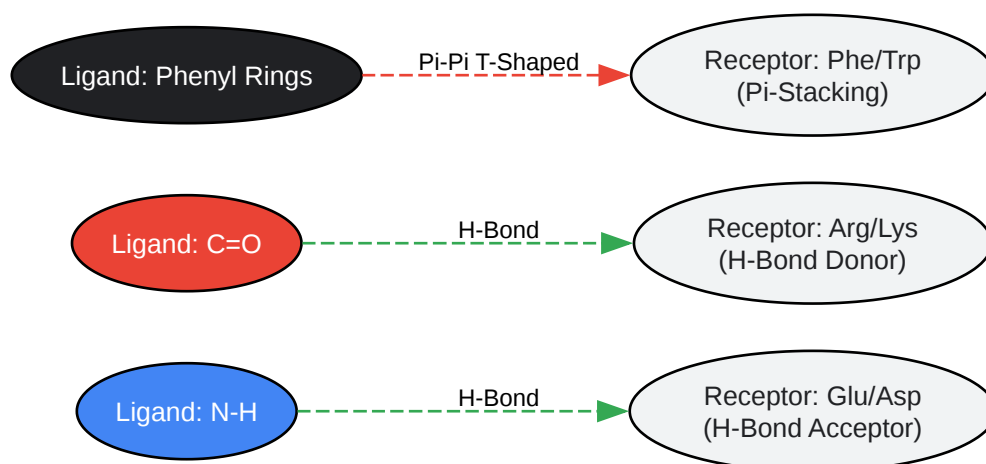 Ligand: Phenyl Rings
Pi-Pi T-Shaped
Receptor: Phe/Trp
(Pi-Stacking)
Ligand: C=O
H-Bond
Receptor: Arg/Lys
(H-Bond Donor)
Ligand: N-H
H-Bond
Receptor: Glu/Asp
(H-Bond Acceptor)